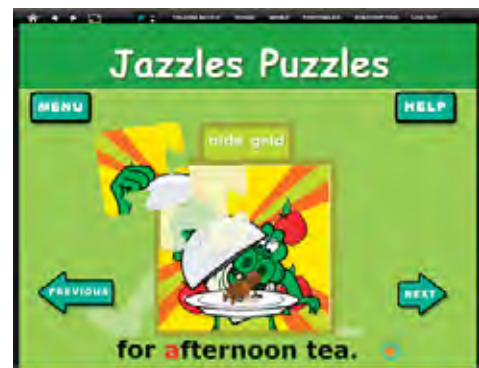 Jazzles Puzzles
MENU
HELP
hide grid
PREVIOUS
NEXT
for afternoon tea.